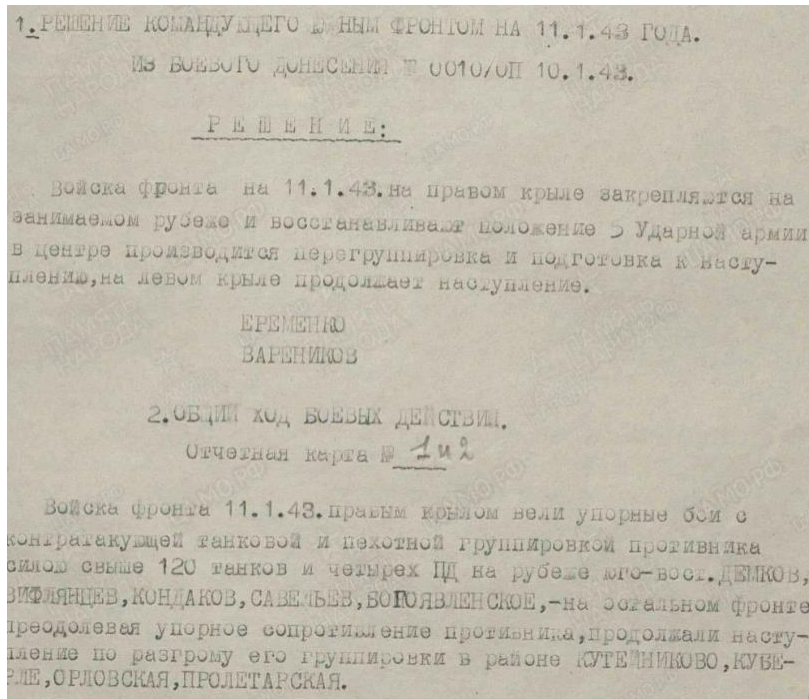 1. РЕШЕНИЕ КОМАНДУЮЩЕГО ЮЖНЫМ ФРОНТОМ НА 11.1.43 ГОДА.
ИЗ БОЕВОГО ДОНЕСЕНИЯ № 0010/ОП 10.1.43.
РЕШЕНИЕ:
Войска фронта на 11.1.43. на правом крыле закрепляются на
занимаемом рубеже и восстанавливают положение 5 Ударной армии
в центре производится перегруппировка и подготовка к насту-
плению, на левом крыле продолжает наступление.
ЕРЕМЕНКО
ВАРЕНИКОВ
2. ОБЩИЙ ХОД БОЕВЫХ ДЕЙСТВИЙ.
Отчетная карта № 1 и 2
Войска фронта 11.1.43. правым крылом вели упорные бои с
контратакующей танковой и пехотной группировкой противника
силою свыше 120 танков и четырех ПД на рубеже юго-вост. ДЕМКОВ,
ВИФЛЯНЦЕВ, КОНДАКОВ, САВЕЛЬЕВ, БОГОЯВЛЕНСКОЕ,-на остальном фронте
преодолевая упорное сопротивление противника, продолжали насту-
пление по разгрому его группировки в районе КУТЕЙНИКОВО, КУБЕ-
РЛЕ, ОРЛОВСКАЯ, ПРОЛЕТАРСКАЯ.